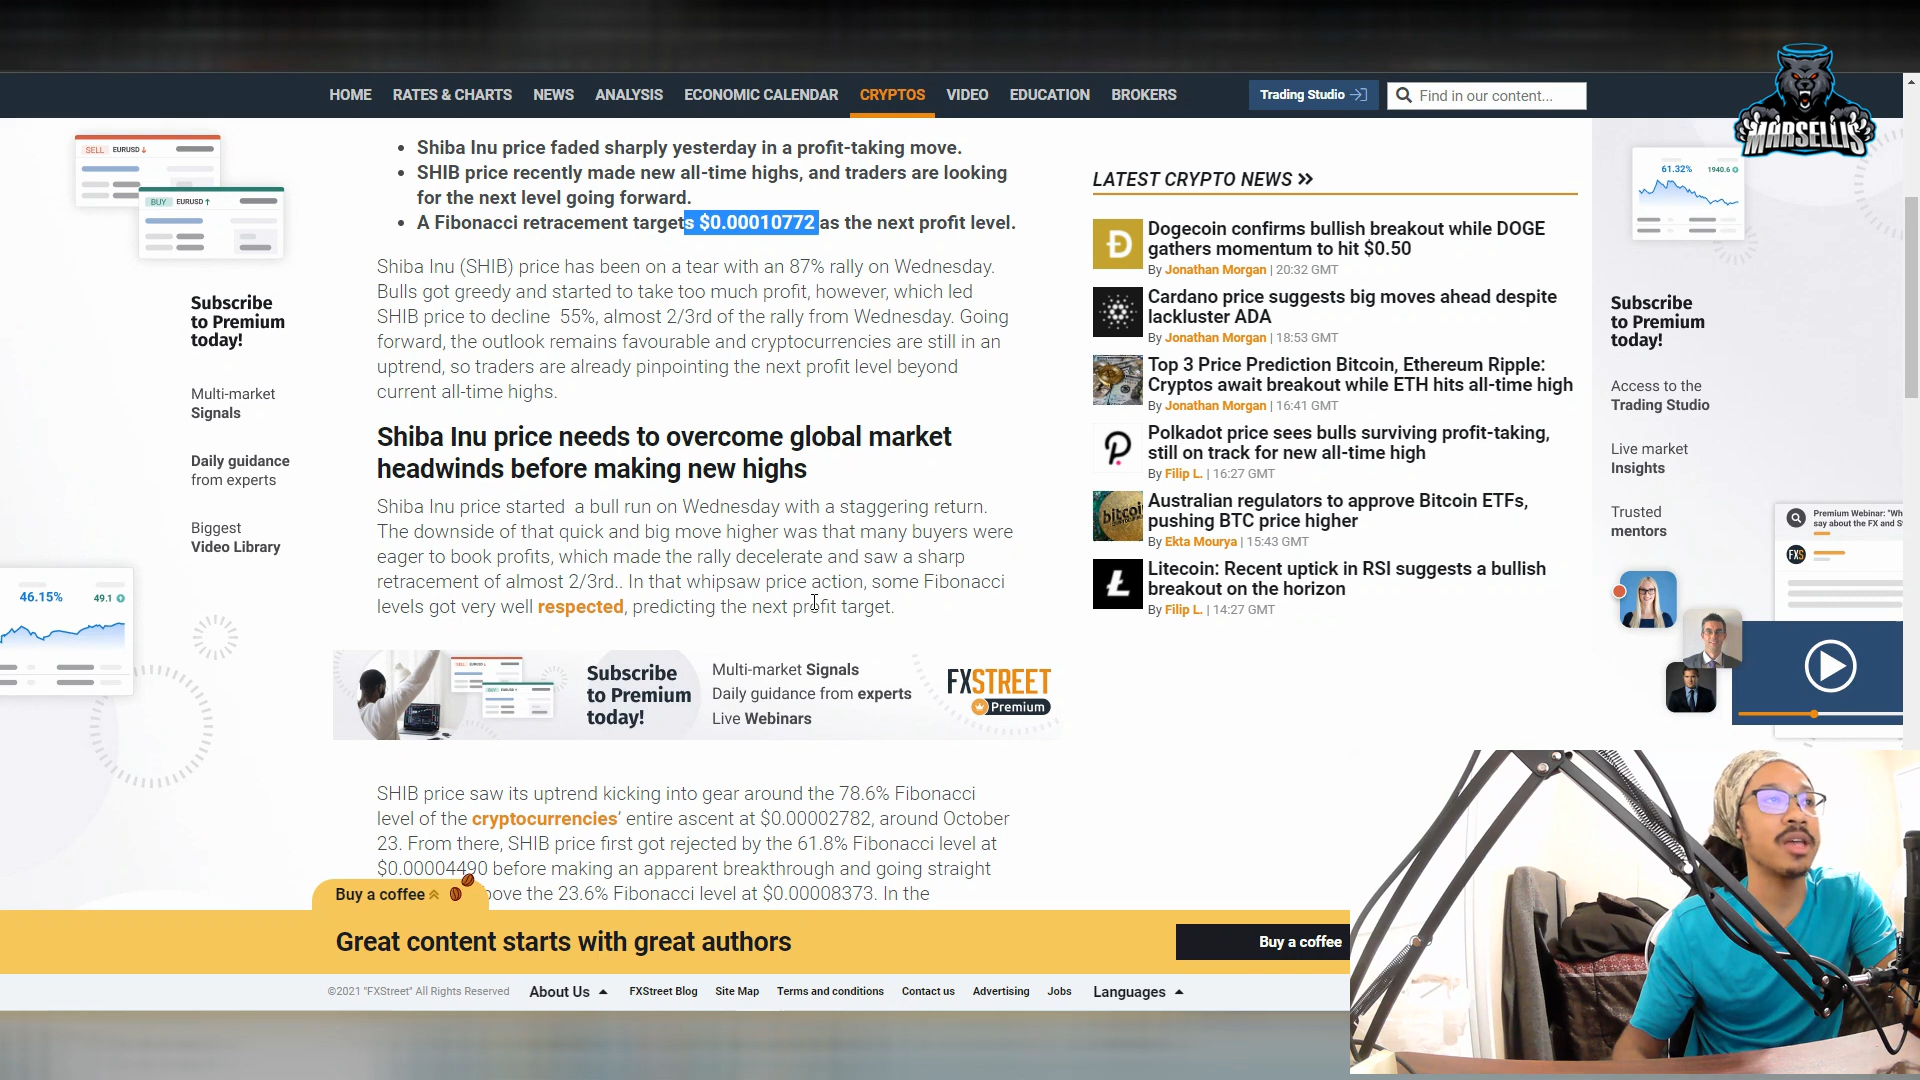 HOME RATES & CHARTS NEWS ANALYSIS ECONOMIC CALENDAR CRYPTOS VIDEO EDUCATION BROKERS
Trading Studio
Find in our content...
MARSELLIS
SELL EURUSD
BUY EURUSD
Subscribe
to Premium
today!
Multi-market
Signals
Daily guidance
from experts
Biggest
Video Library
46.15% 49.1
Shiba Inu price faded sharply yesterday in a profit-taking move.
SHIB price recently made new all-time highs, and traders are looking
for the next level going forward.
A Fibonacci retracement targets $0.00010772 as the next profit level.
Shiba Inu (SHIB) price has been on a tear with an 87% rally on Wednesday.
Bulls got greedy and started to take too much profit, however, which led
SHIB price to decline 55%, almost 2/3rd of the rally from Wednesday. Going
forward, the outlook remains favourable and cryptocurrencies are still in an
uptrend, so traders are already pinpointing the next profit level beyond
current all-time highs.
Shiba Inu price needs to overcome global market
headwinds before making new highs
Shiba Inu price started a bull run on Wednesday with a staggering return.
The downside of that quick and big move higher was that many buyers were
eager to book profits, which made the rally decelerate and saw a sharp
retracement of almost 2/3rd.. In that whipsaw price action, some Fibonacci
levels got very well respected, predicting the next profit target.
SELL EURUSD
BUY EURUSD
Subscribe
to Premium
today!
Multi-market Signals
Daily guidance from experts
Live Webinars
FXSTREET
Premium
SHIB price saw its uptrend kicking into gear around the 78.6% Fibonacci
level of the cryptocurrencies' entire ascent at $0.00002782, around October
23. From there, SHIB price first got rejected by the 61.8% Fibonacci level at
$0.00004490 before making an apparent breakthrough and going straight
ove the 23.6% Fibonacci level at $0.00008373. In the
LATEST CRYPTO NEWS
Dogecoin confirms bullish breakout while DOGE
gathers momentum to hit $0.50
By Jonathan Morgan | 20:32 GMT
Cardano price suggests big moves ahead despite
lackluster ADA
By Jonathan Morgan | 18:53 GMT
Top 3 Price Prediction Bitcoin, Ethereum Ripple:
Cryptos await breakout while ETH hits all-time high
By Jonathan Morgan | 16:41 GMT
Polkadot price sees bulls surviving profit-taking,
still on track for new all-time high
By Filip L. | 16:27 GMT
bitcoi
Australian regulators to approve Bitcoin ETFs,
pushing BTC price higher
By Ekta Mourya | 15:43 GMT
Litecoin: Recent uptick in RSI suggests a bullish
breakout on the horizon
By Filip L. | 14:27 GMT
61.32% 1940.6
Subscribe
to Premium
today!
Access to the
Trading Studio
Live market
Insights
Trusted
mentors
Premium Webinar: "Wh
say about the FX and S
FXS
Buy a coffee
Great content starts with great authors
Buy a coffee
©2021 "FXStreet" All Rights Reserved About Us FXStreet Blog Site Map Terms and conditions Contact us Advertising Jobs Languages